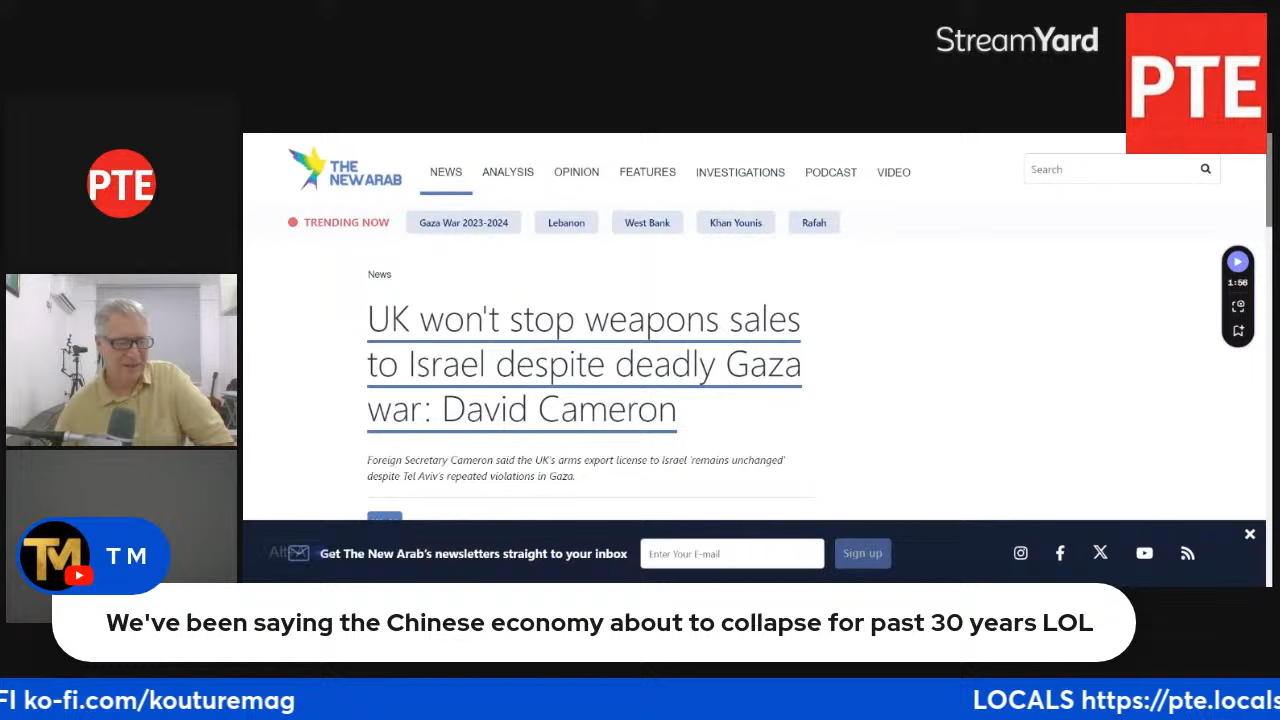 StreamYard
PTE
PTE
THE
NEW ARAB
NEWS ANALYSIS OPINION FEATURES INVESTIGATIONS PODCAST VIDEO
Search
TRENDING NOW Gaza War 2023-2024 Lebanon West Bank Khan Younis Rafah
1:56
News
UK won't stop weapons sales
to Israel despite deadly Gaza
war: David Cameron
Foreign Secretary Cameron said the UK's arms export license to Israel 'remains unchanged'
despite Tel Aviv's repeated violations in Gaza.
Get The New Arab's newsletters straight to your inbox Enter Your E-mail Sign up
TM
T M
We've been saying the Chinese economy about to collapse for past 30 years LOL
FI ko-fi.com/kouturemag
LOCALS https://pte.locals